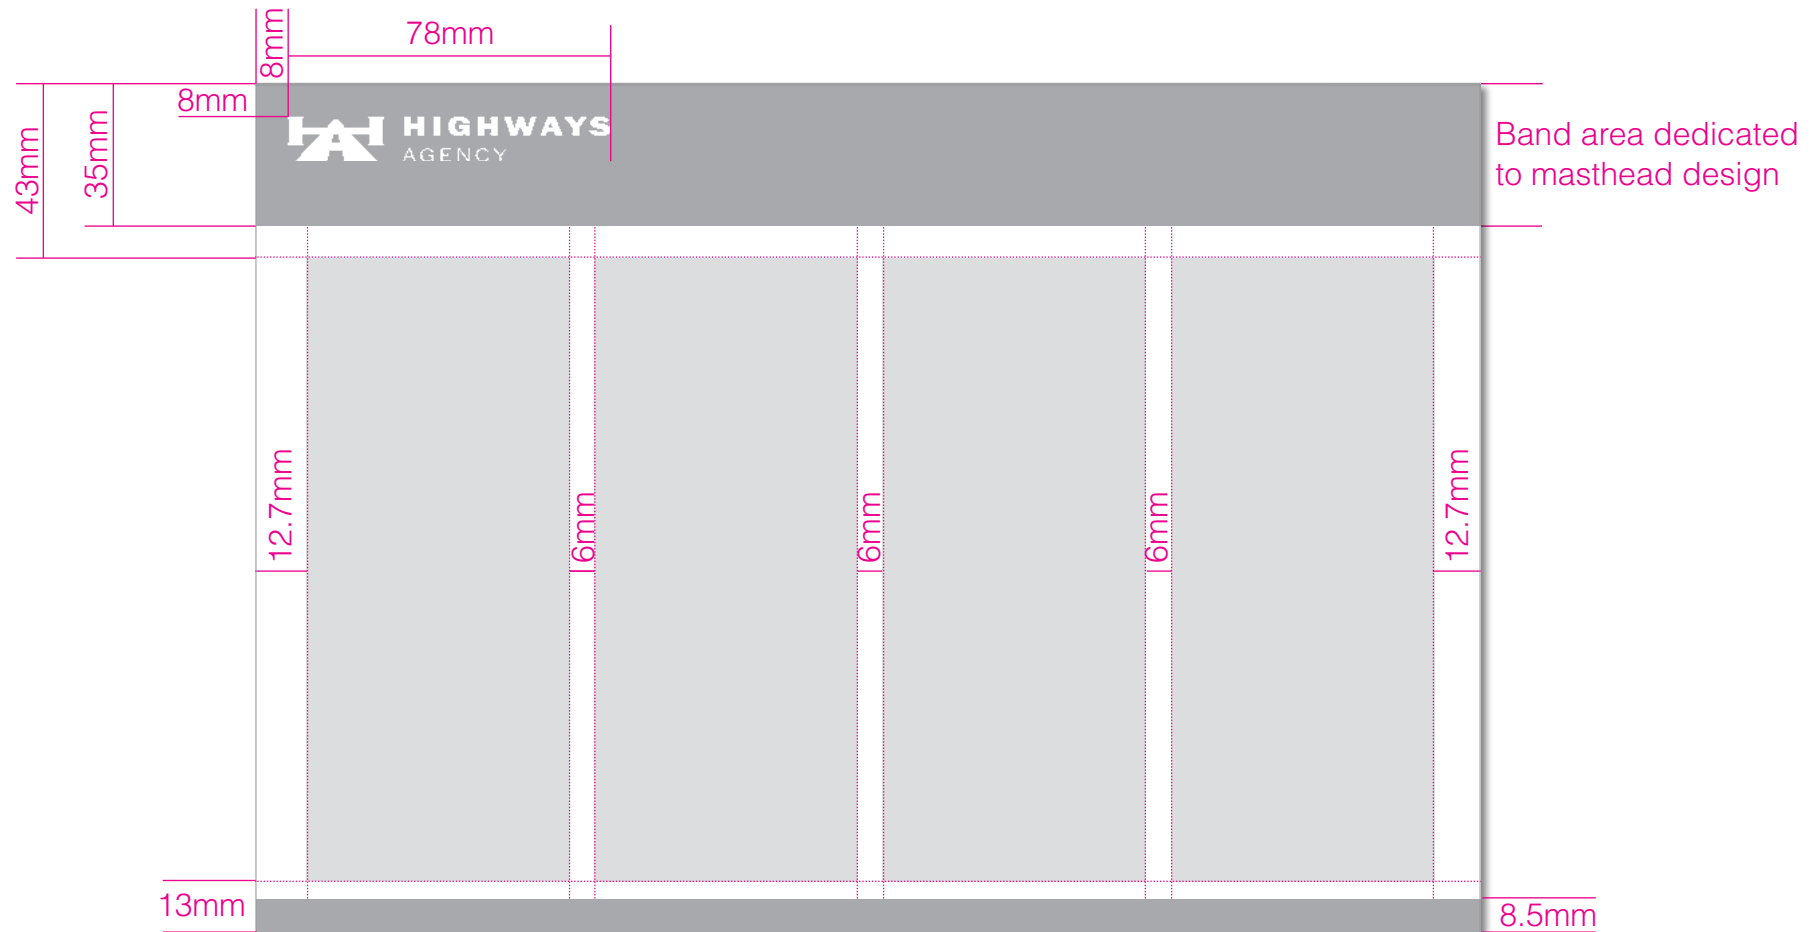 8mm
78mm
8mm
43mm
35mm
HIGHWAYS
AGENCY
Band area dedicated
to masthead design
12.7mm
6mm
6mm
6mm
12.7mm
13mm
8.5mm